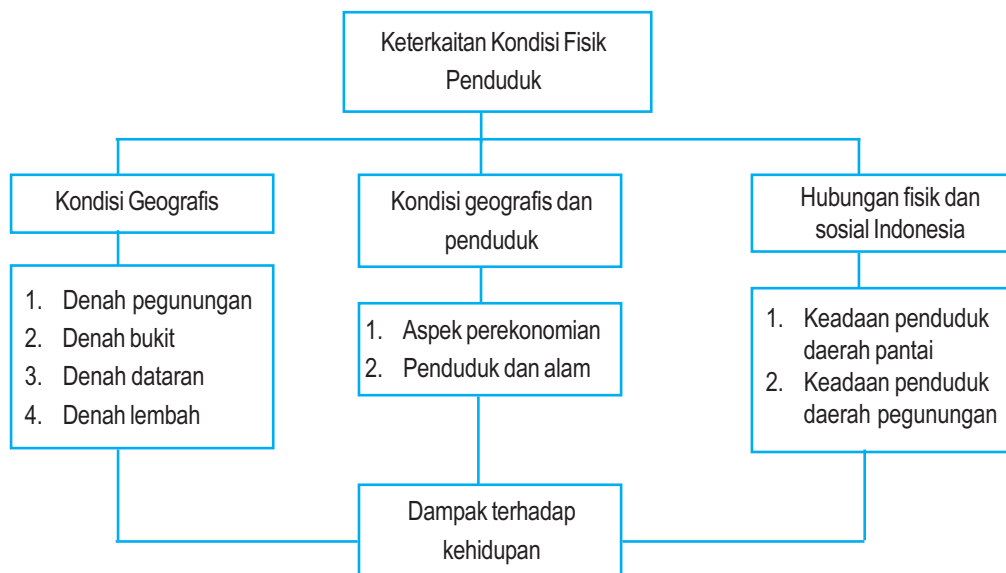 Keterkaitan Kondisi Fisik
Penduduk
Kondisi Geografis
1. Denah pegunungan
2. Denah bukit
3. Denah dataran
4. Denah lembah
Kondisi geografis dan
penduduk
1. Aspek perekonomian
2. Penduduk dan alam
Hubungan fisik dan
sosial Indonesia
1. Keadaan penduduk
daerah pantai
2. Keadaan penduduk
daerah pegunungan
Dampak terhadap
kehidupan